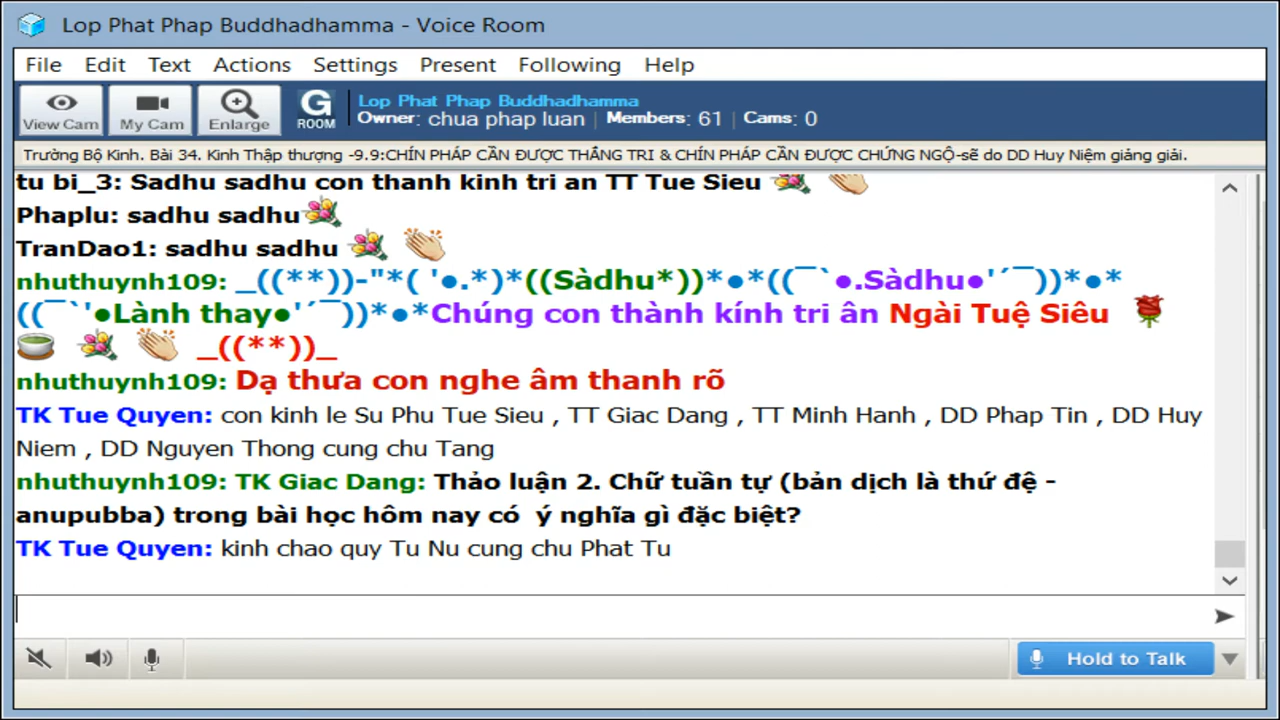 Lop Phat Phap Buddhadhamma - Voice Room
File Edit Text Actions Settings Present Following Help
View Cam My Cam Enlarge G ROOM
Lop Phat Phap Buddhadhamma
Owner: chua phap luan | Members: 61 | Cams: 0
Trường Bộ Kinh. Bài 34. Kinh Thập thượng -9.9:CHÍN PHÁP CẦN ĐƯỢC THẮNG TRI & CHÍN PHÁP CẦN ĐƯỢC CHỨNG NGỘ-sẽ do DD Huy Niệm giảng giải.
tu bi_3: Sadhu sadhu con thanh kinh tri an TT Tue Sieu
Phaplu: sadhu sadhu
TranDao1: sadhu sadhu
nhuthuynh109: _((**))-"*( '●.*)*((Sàdhu*))*●*((¯`●.Sàdhu●'´¯))*●*
((¯`'●Lành thay●'´¯))*●*Chúng con thành kính tri ân Ngài Tuệ Siêu
_((**))_
nhuthuynh109: Dạ thưa con nghe âm thanh rõ
TK Tue Quyen: con kinh le Su Phu Tue Sieu , TT Giac Dang , TT Minh Hanh , DD Phap Tin , DD Huy
Niem , DD Nguyen Thong cung chu Tang
nhuthuynh109: TK Giac Dang: Thảo luận 2. Chữ tuần tự (bản dịch là thứ đệ -
anupubba) trong bài học hôm nay có ý nghĩa gì đặc biệt?
TK Tue Quyen: kinh chao quy Tu Nu cung chu Phat Tu
Hold to Talk